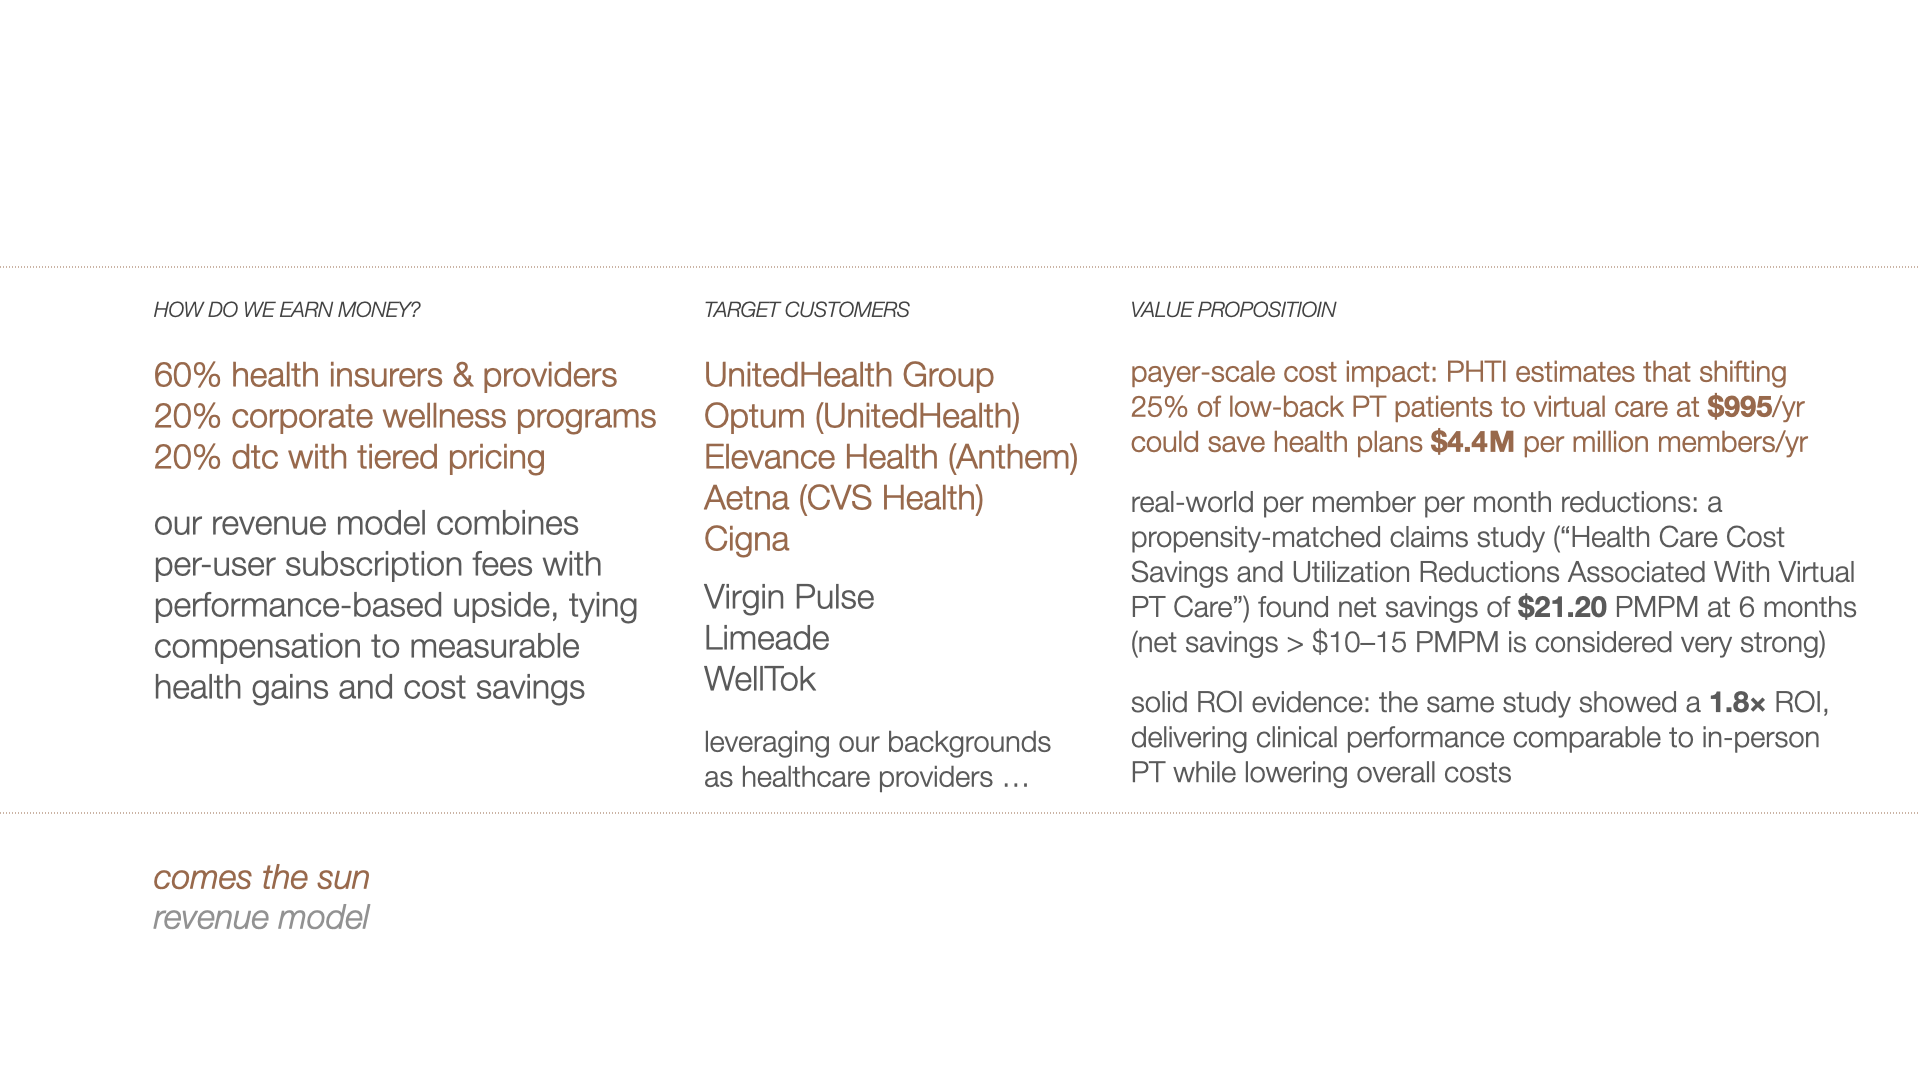 HOW DO WE EARN MONEY?
60% health insurers & providers
20% corporate wellness programs
20% dtc with tiered pricing
our revenue model combines
per-user subscription fees with
performance-based upside, tying
compensation to measurable
health gains and cost savings
TARGET CUSTOMERS
UnitedHealth Group
Optum (UnitedHealth)
Elevance Health (Anthem)
Aetna (CVS Health)
Cigna
Virgin Pulse
Limeade
WellTok
leveraging our backgrounds
as healthcare providers …
VALUE PROPOSITIOIN
payer-scale cost impact: PHTI estimates that shifting
25% of low-back PT patients to virtual care at $995/yr
could save health plans $4.4M per million members/yr
real-world per member per month reductions: a
propensity-matched claims study (“Health Care Cost
Savings and Utilization Reductions Associated With Virtual
PT Care”) found net savings of $21.20 PMPM at 6 months
(net savings > $10–15 PMPM is considered very strong)
solid ROI evidence: the same study showed a 1.8× ROI,
delivering clinical performance comparable to in-person
PT while lowering overall costs
comes the sun
revenue model